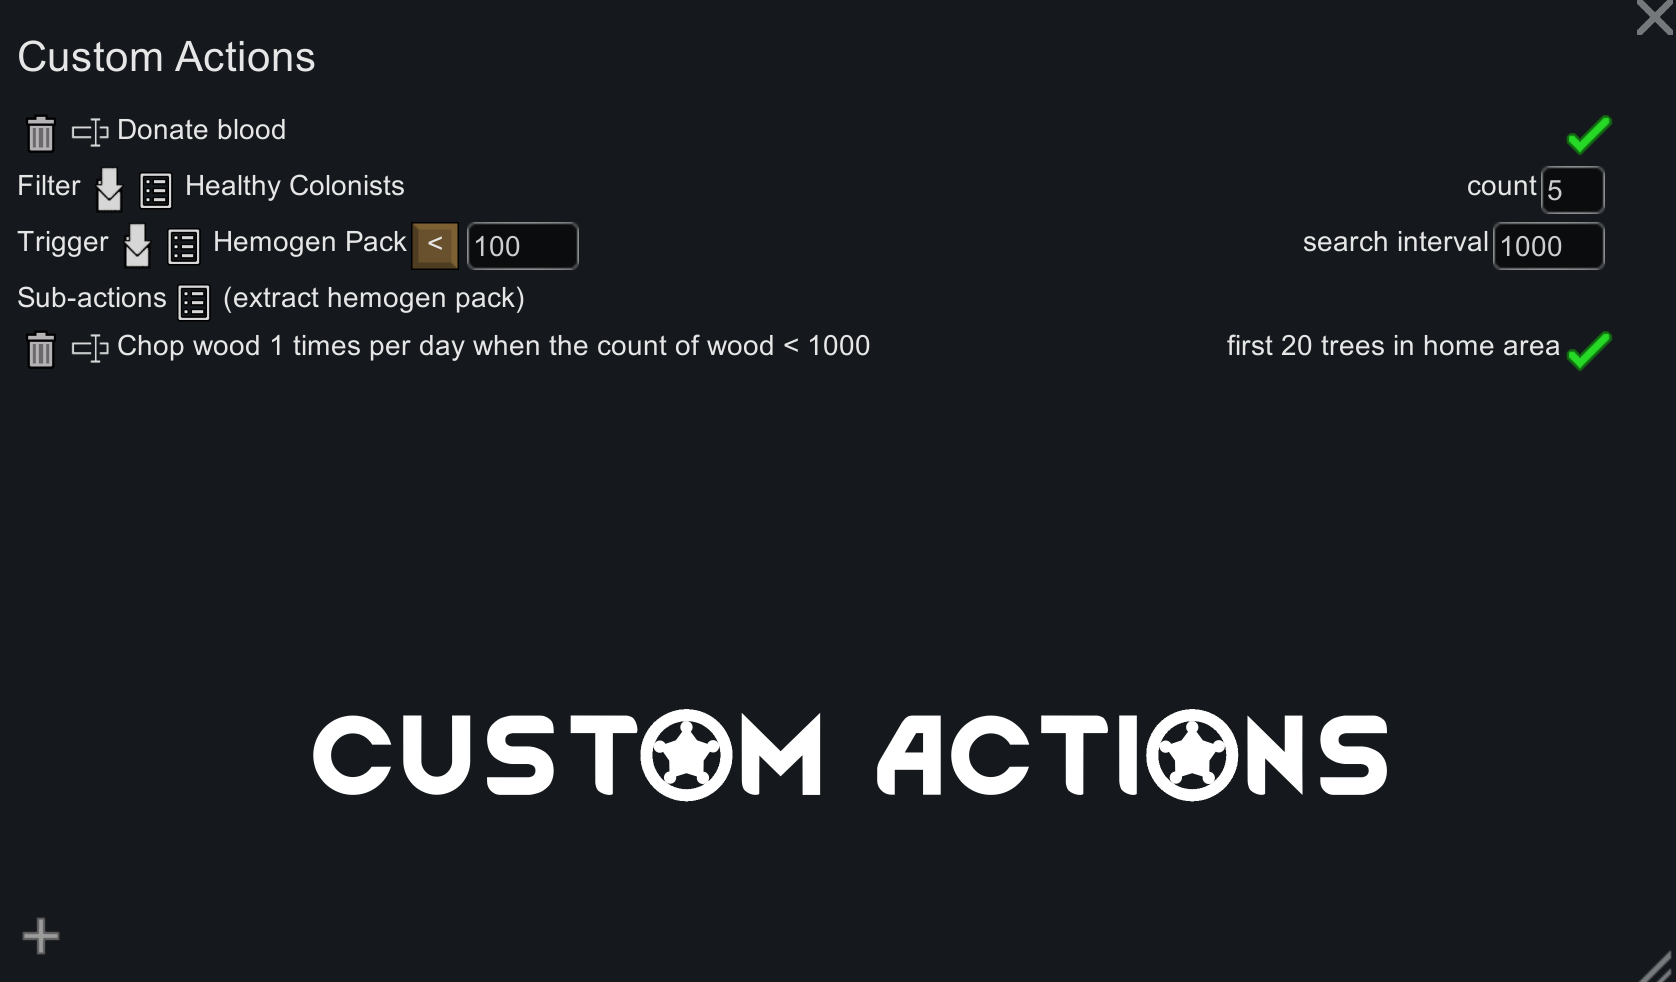 Custom Actions
Donate blood
Filter Healthy Colonists count 5
Trigger Hemogen Pack < 100 search interval 1000
Sub-actions (extract hemogen pack)
Chop wood 1 times per day when the count of wood < 1000 first 20 trees in home area
CUSTOM ACTIONS